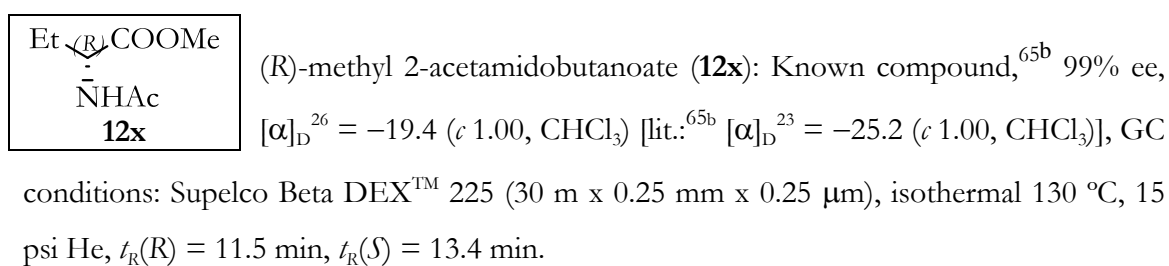 Et (R) COOMe
NHAc
12x
(R)-methyl 2-acetamidobutanoate (12x): Known compound,⁶⁵ᵇ 99% ee,
[α]D²⁶ = −19.4 (c 1.00, CHCl₃) [lit.:⁶⁵ᵇ [α]D²³ = −25.2 (c 1.00, CHCl₃)], GC
conditions: Supelco Beta DEX™ 225 (30 m x 0.25 mm x 0.25 μm), isothermal 130 ºC, 15
psi He, tR(R) = 11.5 min, tR(S) = 13.4 min.